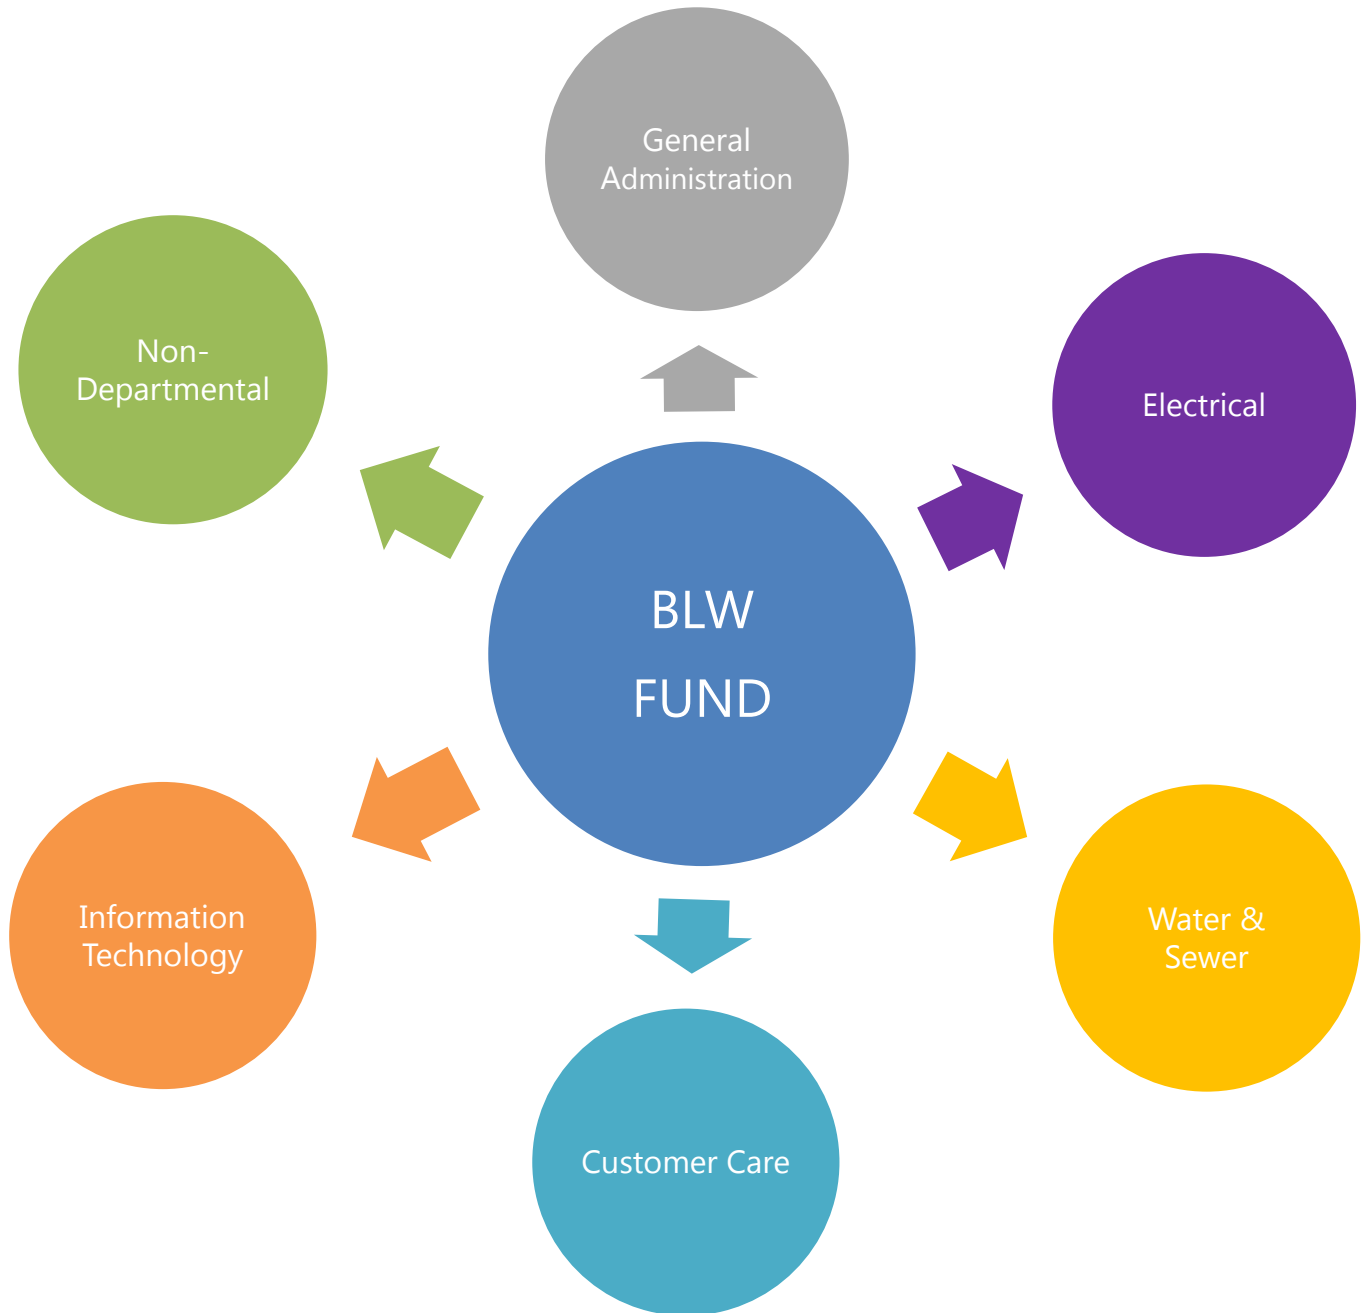 General
Administration
Non-
Departmental
Electrical
BLW
FUND
Information
Technology
Water &
Sewer
Customer Care